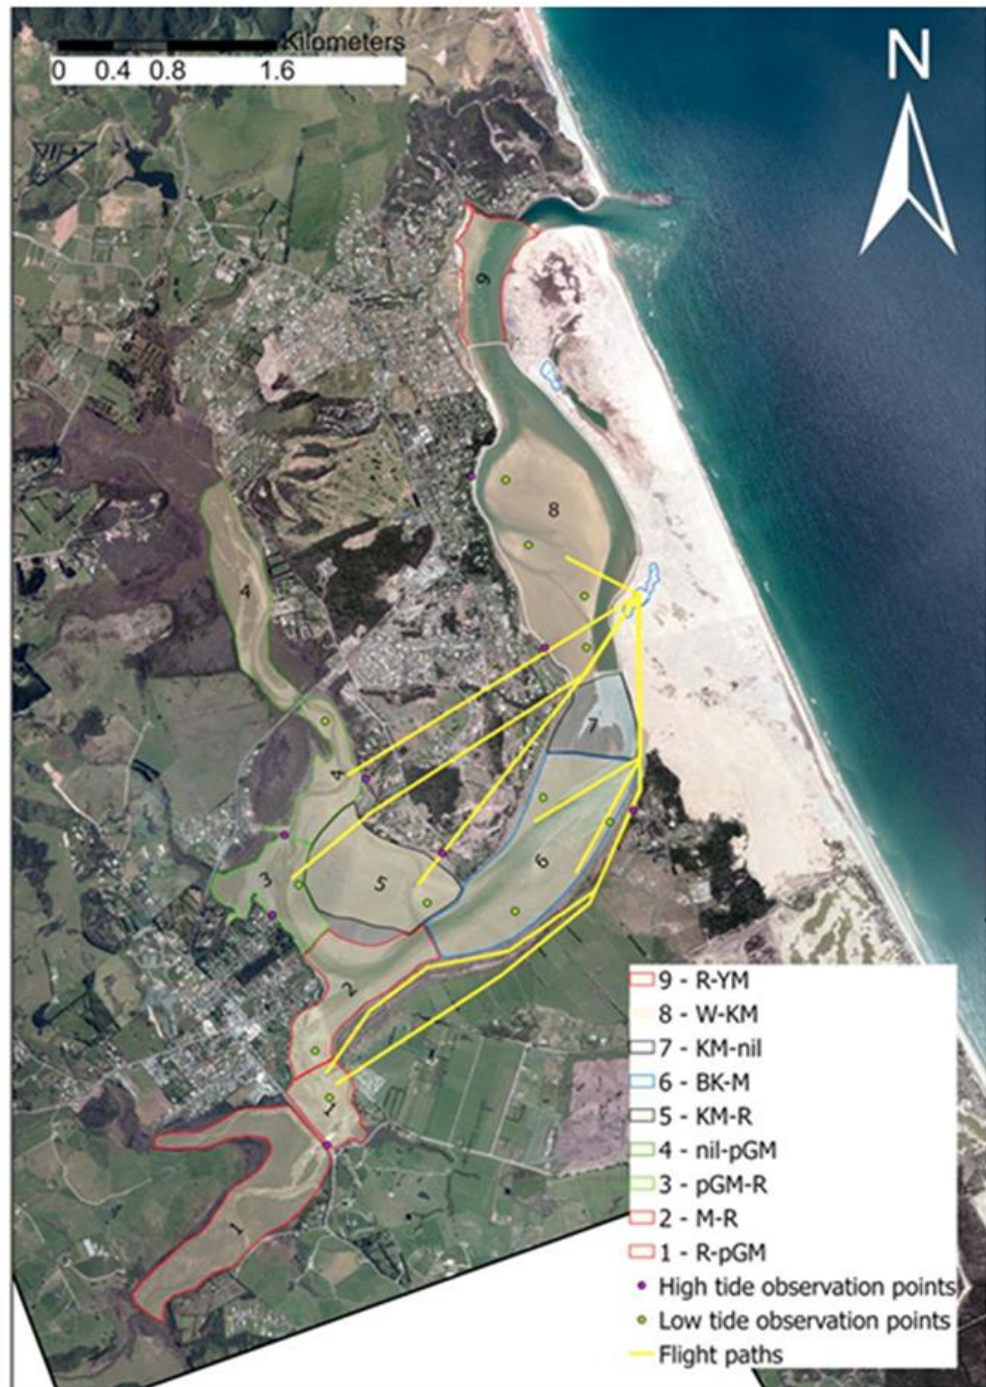 Kilometers
0 0.4 0.8 1.6
N
9
8
4
7
4
6
5
3
2
1
1
9 - R-YM
8 - W-KM
7 - KM-nil
6 - BK-M
5 - KM-R
4 - nil-pGM
3 - pGM-R
2 - M-R
1 - R-pGM
High tide observation points
Low tide observation points
Flight paths